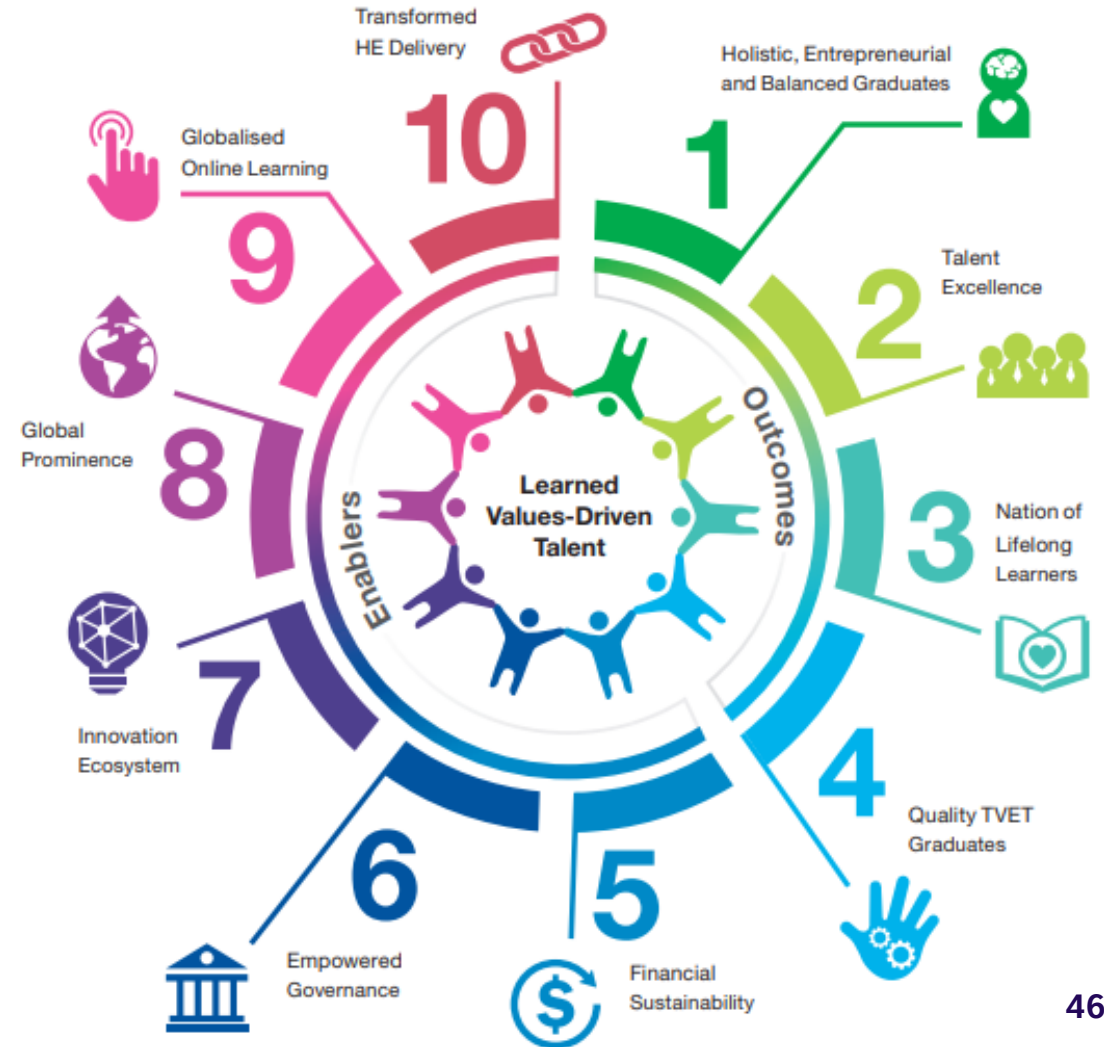 Transformed
HE Delivery
10
Holistic, Entrepreneurial
and Balanced Graduates
1
Talent
Excellence
2
Nation of
Lifelong
Learners
3
Quality TVET
Graduates
4
Financial
Sustainability
5
Empowered
Governance
6
Innovation
Ecosystem
7
Global
Prominence
8
Globalised
Online Learning
9
Outcomes
Enablers
Learned
Values-Driven
Talent
$
46